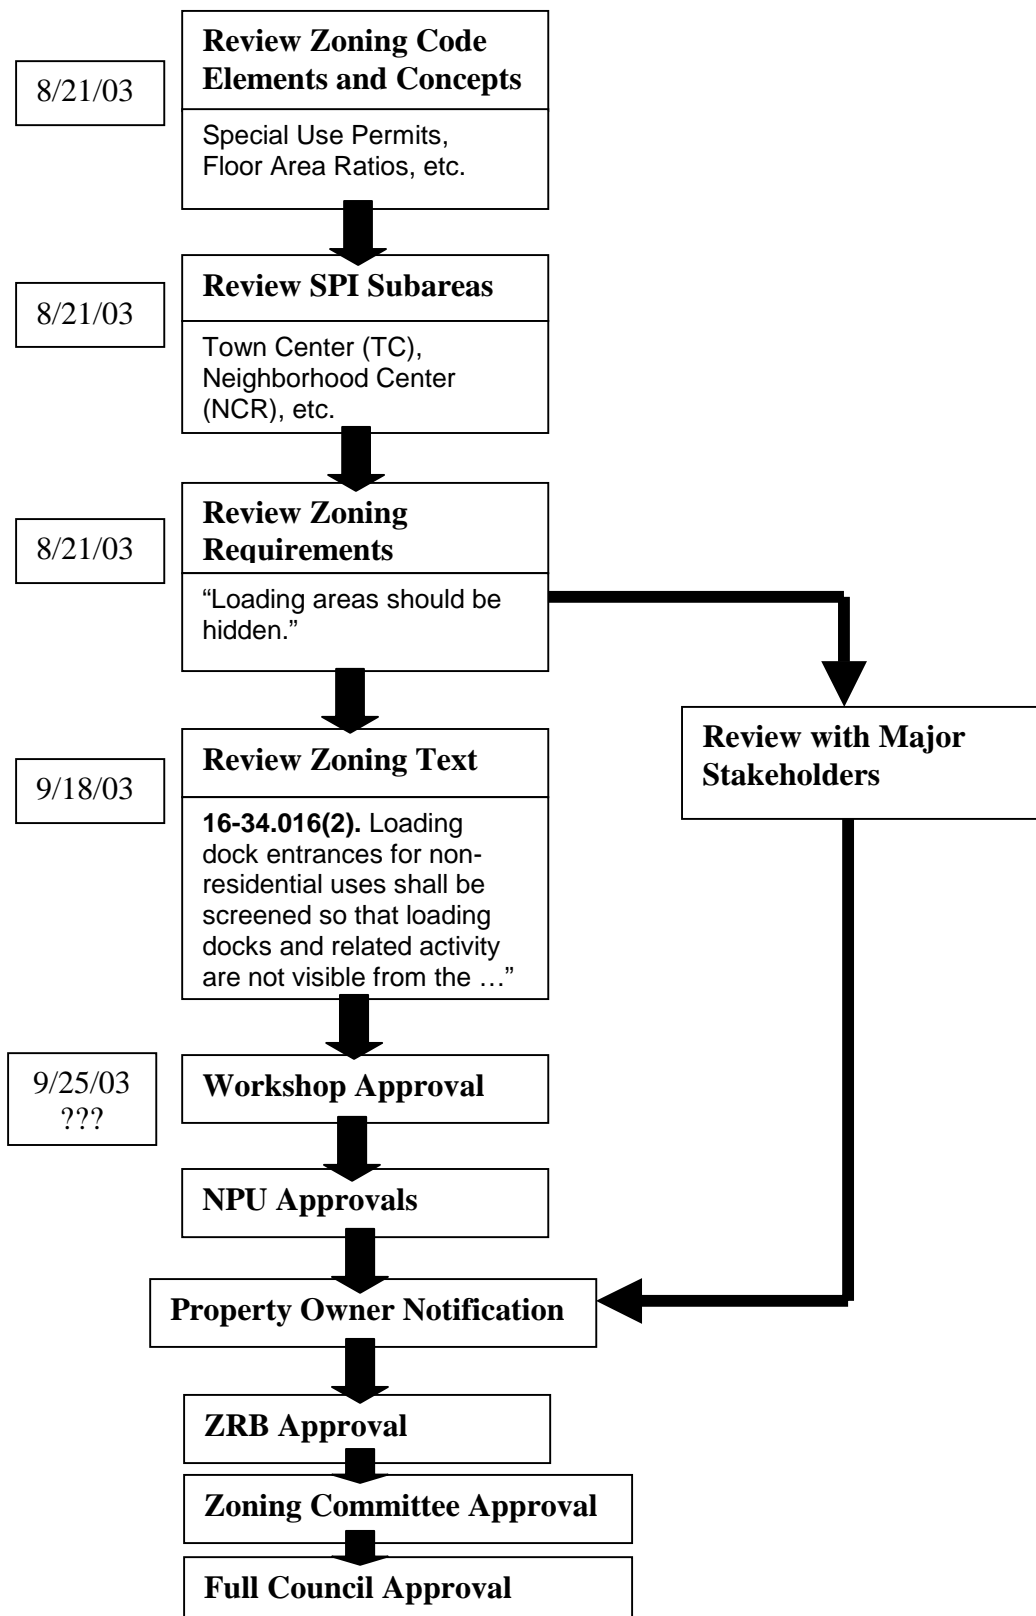 8/21/03
Review Zoning Code
Elements and Concepts
Special Use Permits,
Floor Area Ratios, etc.
8/21/03
Review SPI Subareas
Town Center (TC),
Neighborhood Center
(NCR), etc.
8/21/03
Review Zoning
Requirements
“Loading areas should be
hidden.”
Review with Major
Stakeholders
9/18/03
Review Zoning Text
16-34.016(2). Loading
dock entrances for non-
residential uses shall be
screened so that loading
docks and related activity
are not visible from the …”
9/25/03
???
Workshop Approval
NPU Approvals
Property Owner Notification
ZRB Approval
Zoning Committee Approval
Full Council Approval